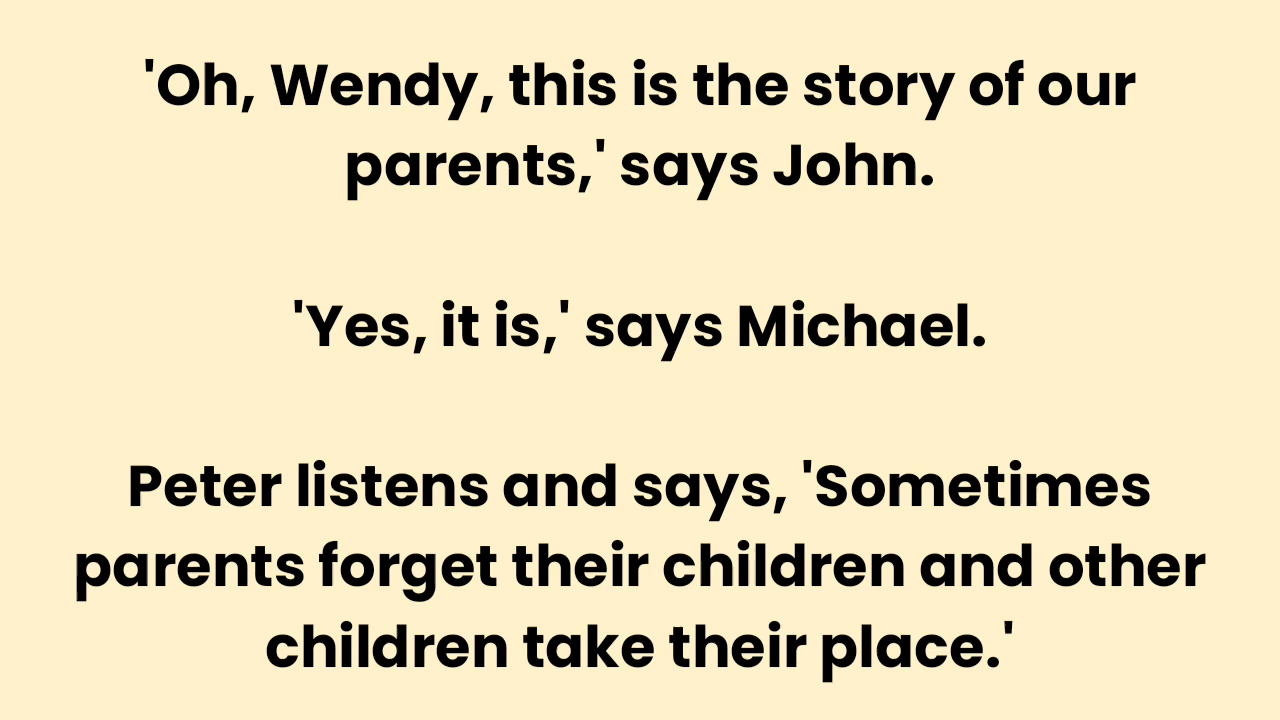 'Oh, Wendy, this is the story of our
parents,' says John.
'Yes, it is,' says Michael.
Peter listens and says, 'Sometimes
parents forget their children and other
children take their place.'